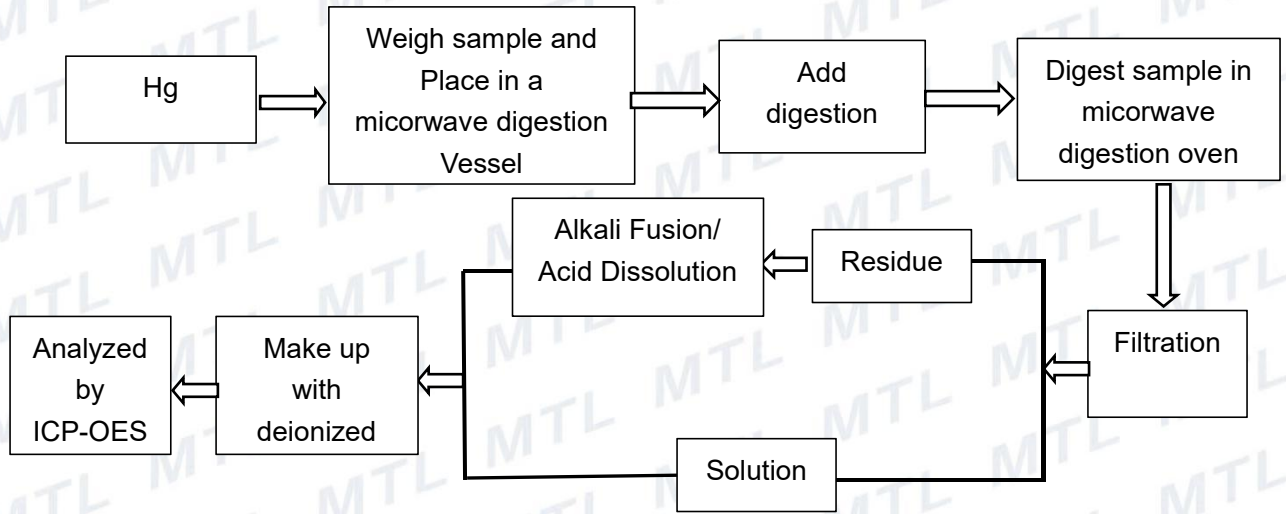 Hg
Weigh sample and
Place in a
micorwave digestion
Vessel
Add
digestion
Digest sample in
micorwave
digestion oven
Filtration
Residue
Alkali Fusion/
Acid Dissolution
Solution
Make up
with
deionized
Analyzed
by
ICP-OES
MTL